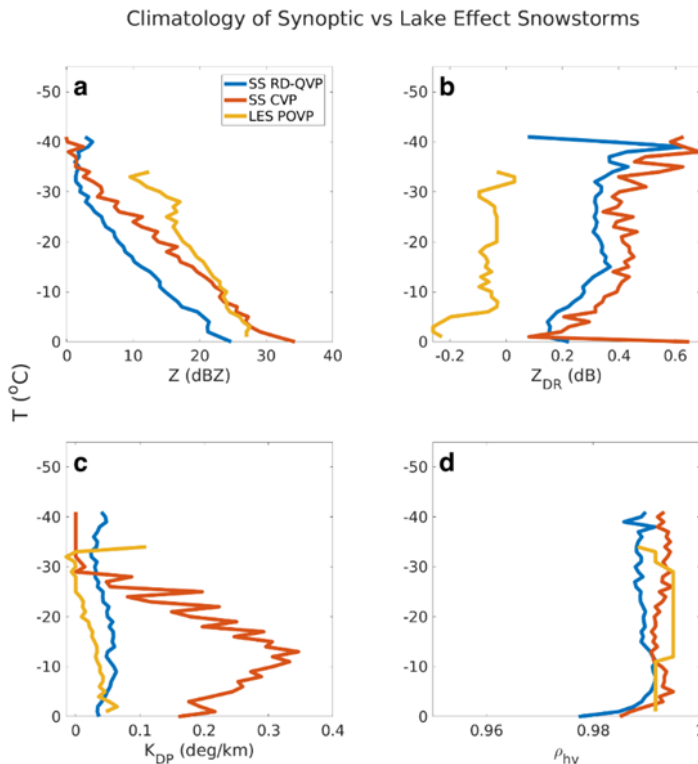 Climatology of Synoptic vs Lake Effect Snowstorms
a
SS RD-QVP
SS CVP
LES POVP
-50
-40
-30
-20
-10
0
0 10 20 30 40
Z (dBZ)
b
-50
-40
-30
-20
-10
0
-0.2 0 0.2 0.4 0.6
Z_DR (dB)
T (°C)
c
-50
-40
-30
-20
-10
0
0 0.1 0.2 0.3 0.4
K_DP (deg/km)
d
-50
-40
-30
-20
-10
0
0.96 0.98 1
ρ_hv